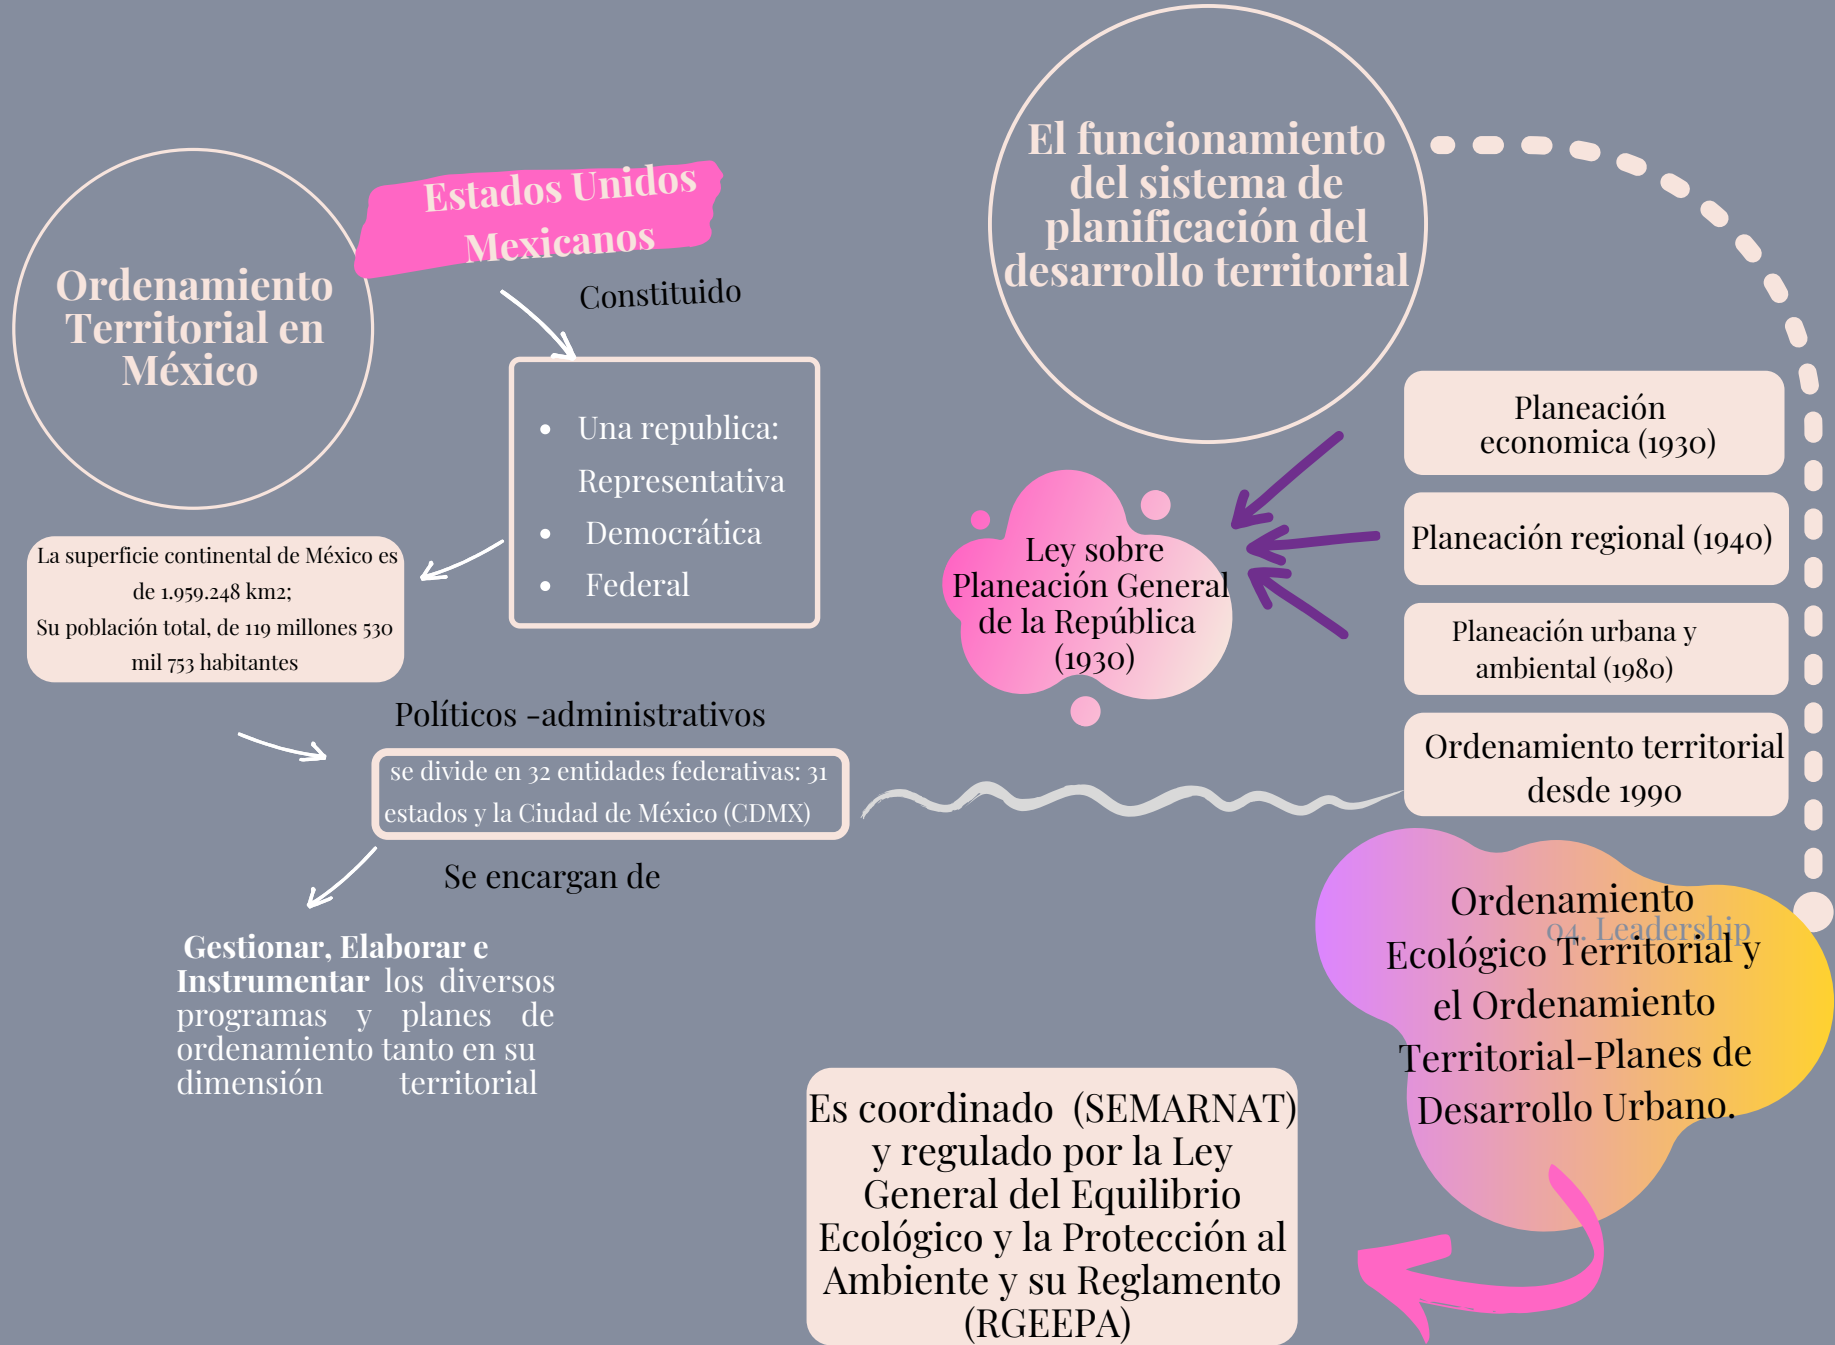 Ordenamiento
Territorial en
México
Estados Unidos
Mexicanos
Constituido
Una republica:
Representativa
Democrática
Federal
La superficie continental de México es
de 1.959.248 km2;
Su población total, de 119 millones 530
mil 753 habitantes
Políticos -administrativos
se divide en 32 entidades federativas: 31
estados y la Ciudad de México (CDMX)
Se encargan de
Gestionar, Elaborar e
Instrumentar los diversos
programas y planes de
ordenamiento tanto en su
dimensión territorial
El funcionamiento
del sistema de
planificación del
desarrollo territorial
Planeación
economica (1930)
Planeación regional (1940)
Planeación urbana y
ambiental (1980)
Ordenamiento territorial
desde 1990
Ley sobre
Planeación General
de la República
(1930)
Ordenamiento
04. Leadership
Ecológico Territorial y
el Ordenamiento
Territorial-Planes de
Desarrollo Urbano.
Es coordinado (SEMARNAT)
y regulado por la Ley
General del Equilibrio
Ecológico y la Protección al
Ambiente y su Reglamento
(RGEEPA)